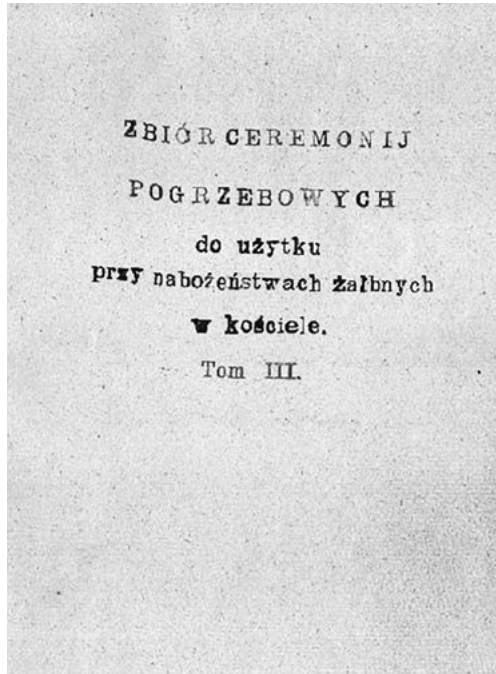 ZBIÓR CEREMONIJ
POGRZEBOWYCH
do użytku
przy nabożeństwach żałbnych
w kościele.
Tom III.